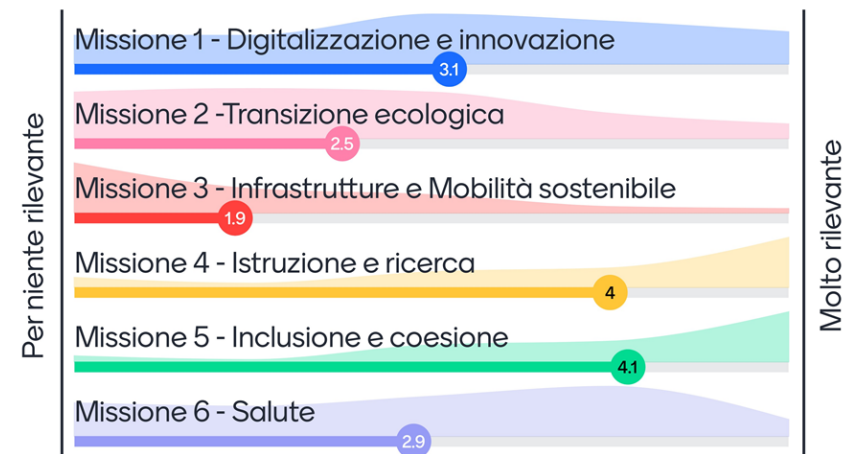 Per niente rilevante
Missione 1 - Digitalizzazione e innovazione
3.1
Missione 2 -Transizione ecologica
2.5
Missione 3 - Infrastrutture e Mobilità sostenibile
1.9
Missione 4 - Istruzione e ricerca
4
Missione 5 - Inclusione e coesione
4.1
Missione 6 - Salute
2.9
Molto rilevante